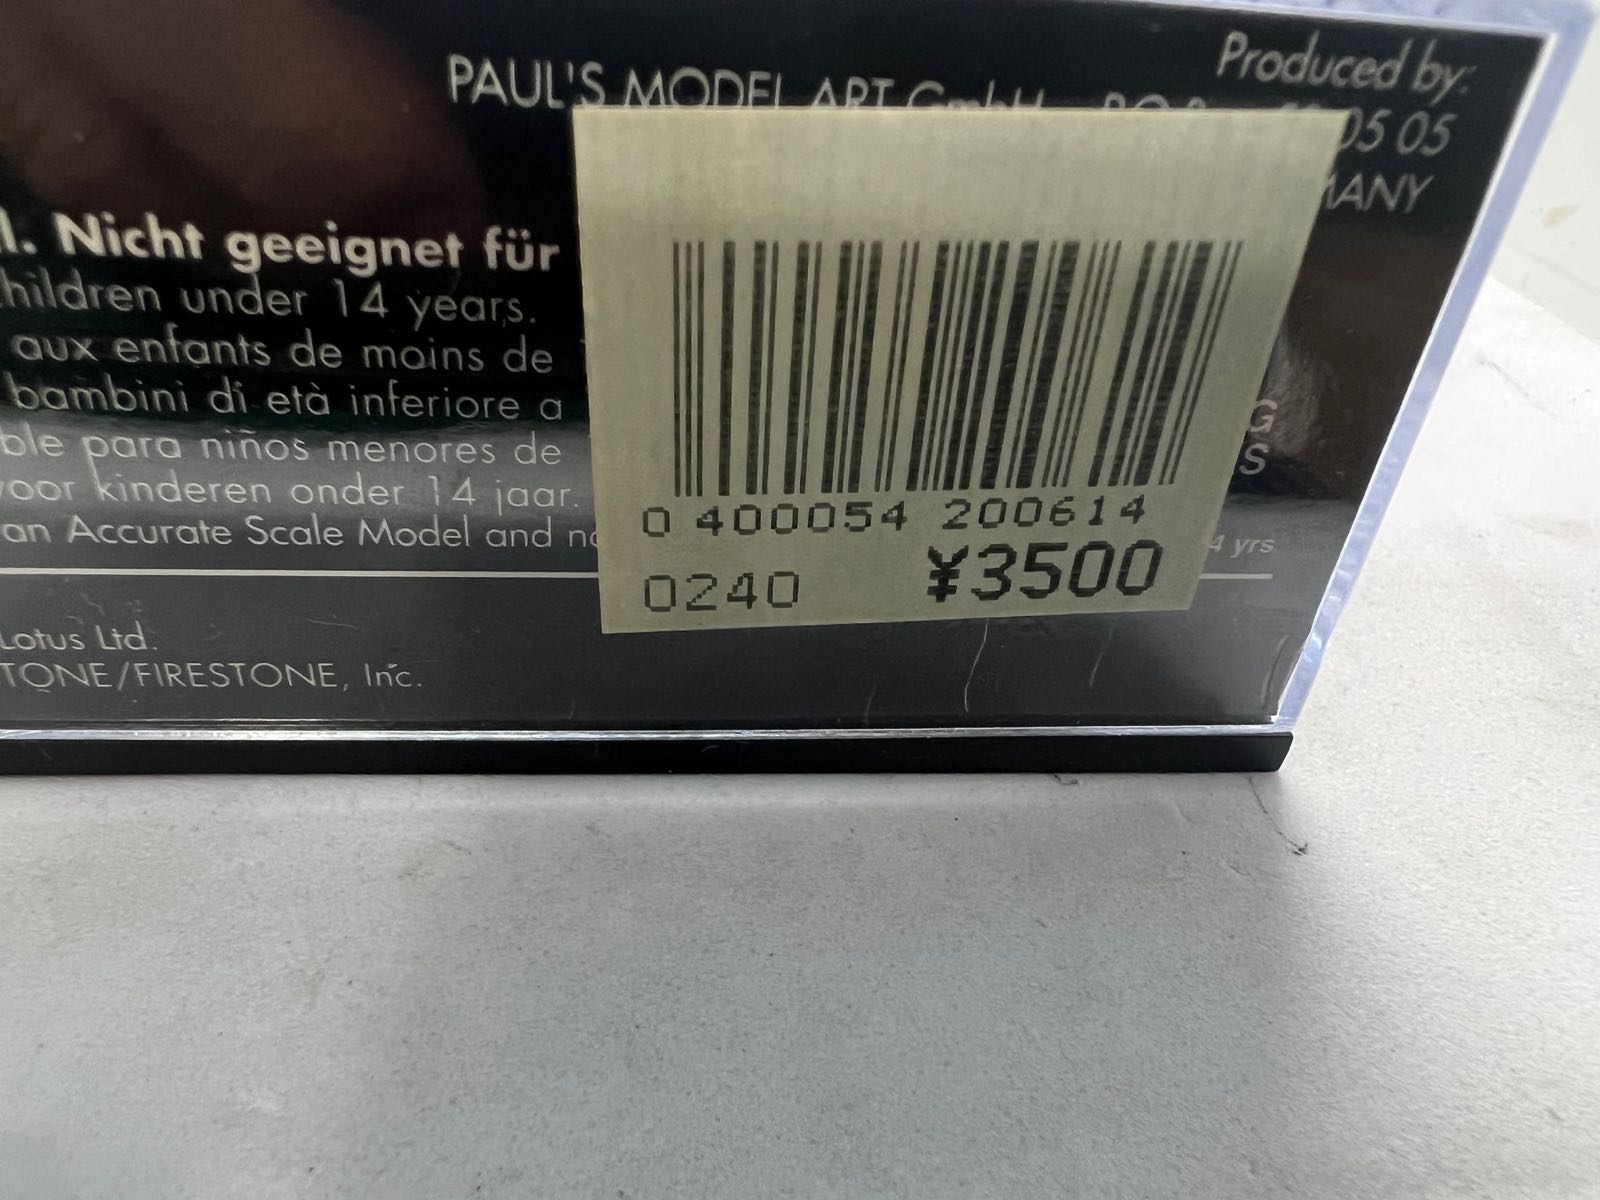 Produced by:
PAUL'S MODEL ART GmbH
05 05
MANY
l. Nicht geeignet für
hildren under 14 years.
aux enfants de moins de
bambini di età inferiore a
ble para niños menores de
voor kinderen onder 14 jaar.
an Accurate Scale Model and
G
S
4 yrs
Lotus Ltd.
TONE/FIRESTONE, Inc.
0 400054 200614
0240 ¥3500